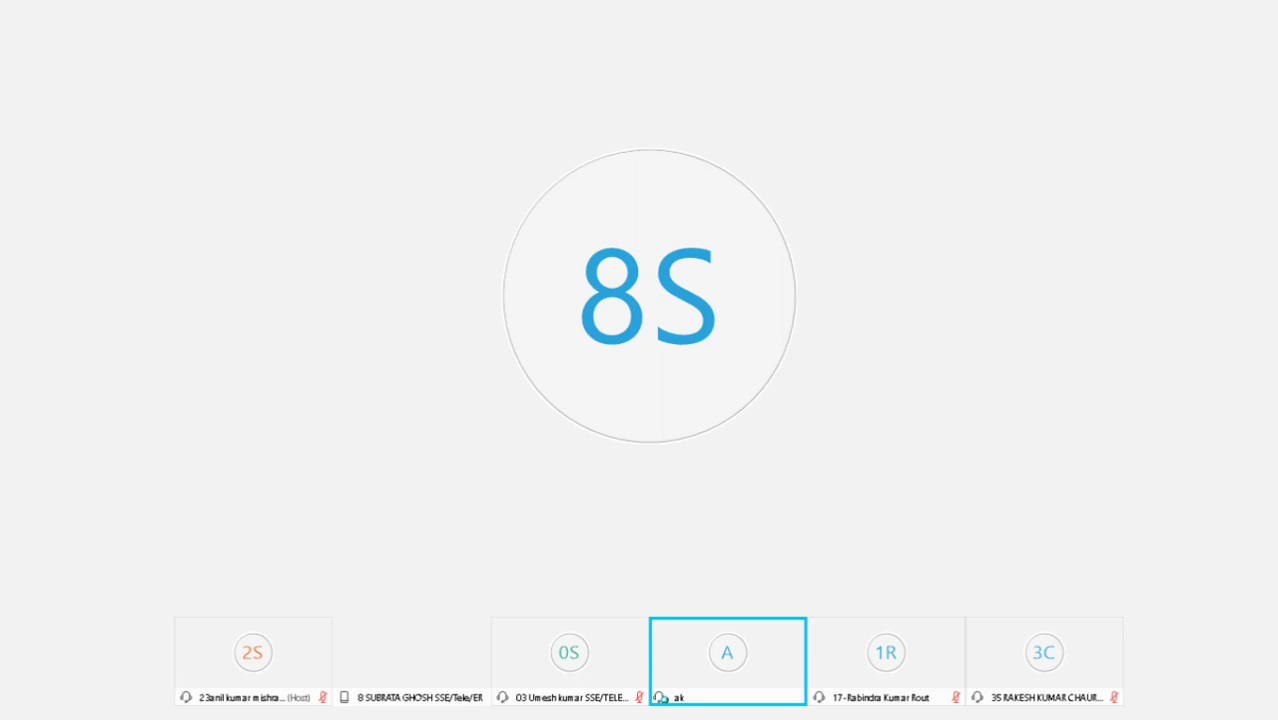 8S
2S
0S
A
1R
3C
23anil kumar mishra... (Host)
8 SUBRATA GHOSH SSE/Tele/ER
03 Umesh kumar SSE/TELE...
ak
17-Rabindra Kumar Rout
35 RAKESH KUMAR CHAUR...